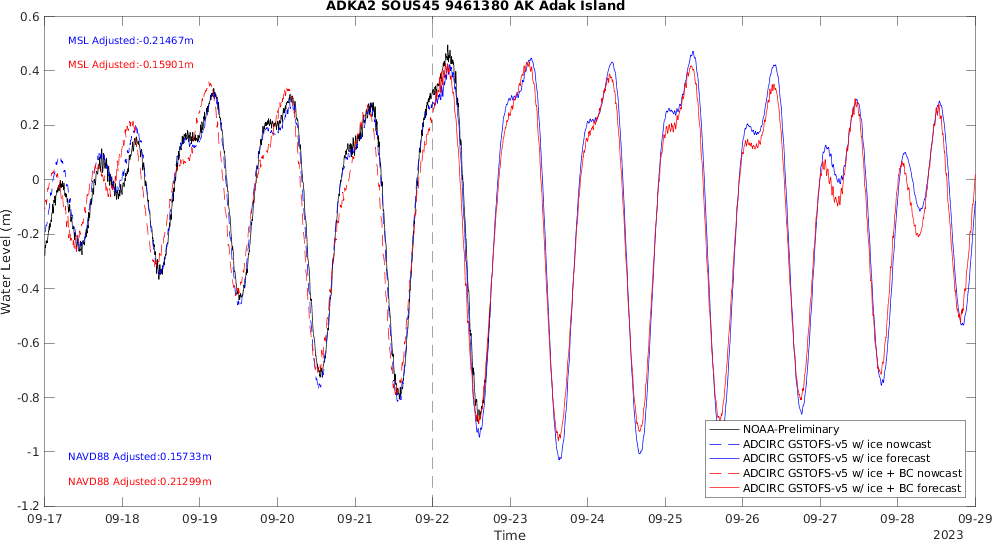 ADKA2 SOUS45 9461380 AK Adak Island
0.6
0.4
0.2
0
-0.2
-0.4
-0.6
-0.8
-1
-1.2
Water Level (m)
MSL Adjusted:-0.21467m
MSL Adjusted:-0.15901m
NAVD88 Adjusted:0.15733m
NAVD88 Adjusted:0.21299m
NOAA-Preliminary
ADCIRC GSTOFS-v5 w/ ice nowcast
ADCIRC GSTOFS-v5 w/ ice forecast
ADCIRC GSTOFS-v5 w/ ice + BC nowcast
ADCIRC GSTOFS-v5 w/ ice + BC forecast
09-17 09-18 09-19 09-20 09-21 09-22 09-23 09-24 09-25 09-26 09-27 09-28 09-29
Time
2023